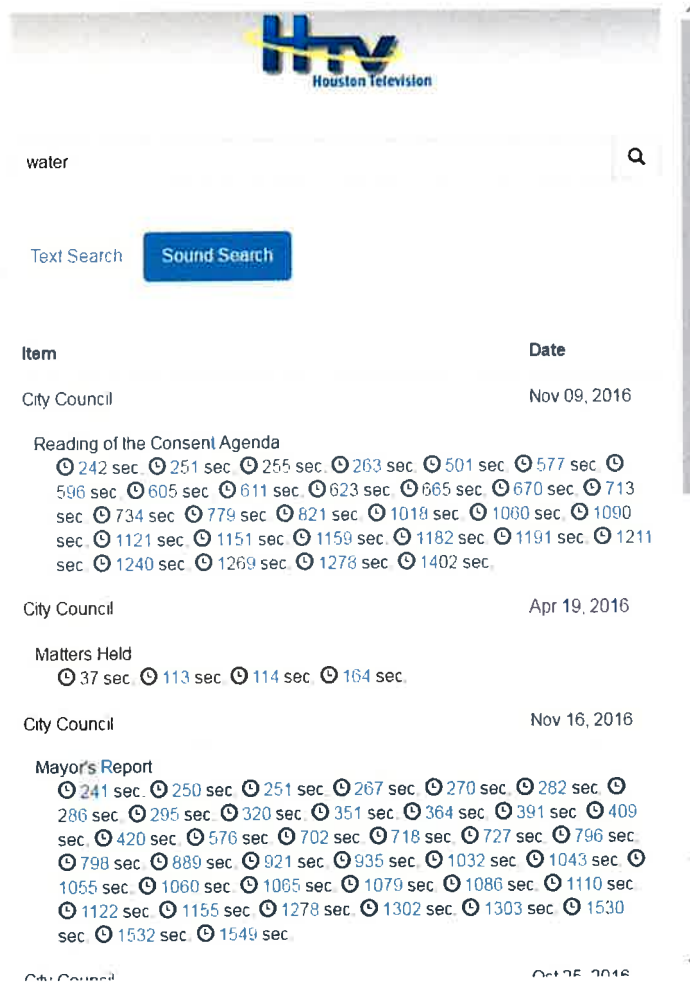 HTV
Houston Television
water
Text Search Sound Search
Item Date
City Council Nov 09, 2016
Reading of the Consent Agenda
242 sec. 251 sec. 255 sec. 263 sec. 501 sec. 577 sec.
596 sec. 605 sec. 611 sec. 623 sec. 665 sec. 670 sec. 713
sec. 734 sec. 779 sec. 821 sec. 1018 sec. 1060 sec. 1090
sec. 1121 sec. 1151 sec. 1159 sec. 1182 sec. 1191 sec. 1211
sec. 1240 sec. 1269 sec. 1278 sec. 1402 sec.
City Council Apr 19, 2016
Matters Held
37 sec. 113 sec. 114 sec. 164 sec.
City Council Nov 16, 2016
Mayor's Report
241 sec. 250 sec. 251 sec. 267 sec. 270 sec. 282 sec.
286 sec. 295 sec. 320 sec. 351 sec. 364 sec. 391 sec. 409
sec. 420 sec. 576 sec. 702 sec. 718 sec. 727 sec. 796 sec.
798 sec. 889 sec. 921 sec. 935 sec. 1032 sec. 1043 sec.
1055 sec. 1060 sec. 1065 sec. 1079 sec. 1086 sec. 1110 sec.
1122 sec. 1155 sec. 1278 sec. 1302 sec. 1303 sec. 1530
sec. 1532 sec. 1549 sec.
City Council Oct 25, 2016